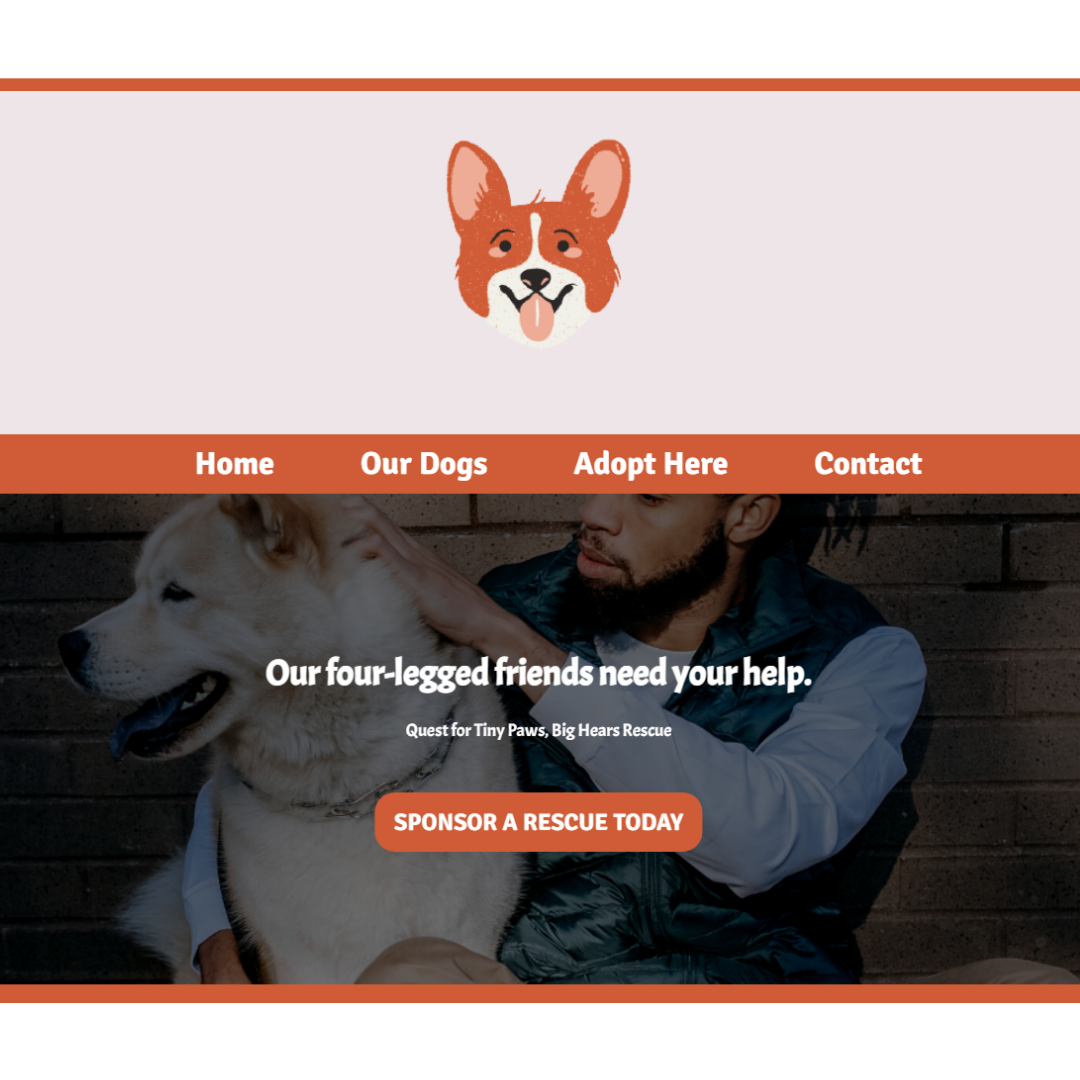 Home Our Dogs Adopt Here Contact
Our four-legged friends need your help.
Quest for Tiny Paws, Big Hears Rescue
SPONSOR A RESCUE TODAY